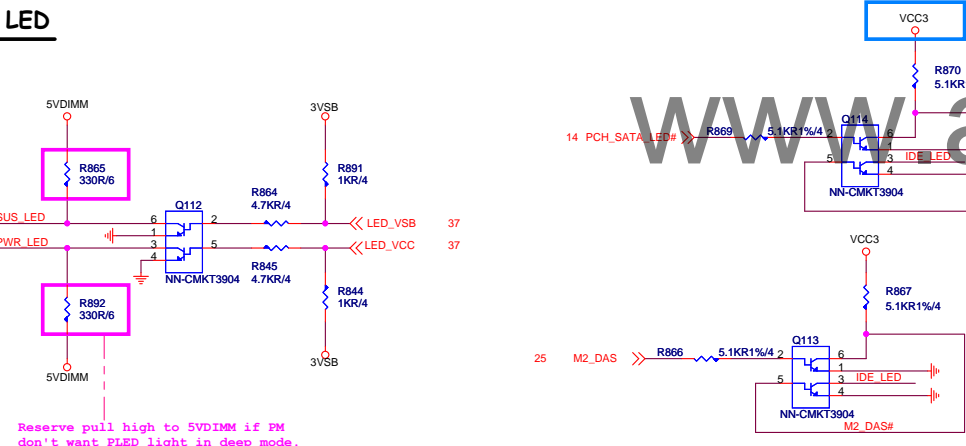 LED
VCC3
R870
5.1KR
5VDIMM
3VSB
Q114
14 PCH_SATA_LED# R869 5.1KR1%/4 2 6
1
5 3 IDE_LED
4
NN-CMKT3904
www.a
R865
330R/6
R891
1KR/4
R864
4.7KR/4
Q112
SUS_LED 6 2 LED_VSB 37
1
PWR_LED 3 5 LED_VCC 37
4
NN-CMKT3904
R845
4.7KR/4
R892
330R/6
R844
1KR/4
5VDIMM
3VSB
VCC3
R867
5.1KR1%/4
Q113
25 M2_DAS R866 5.1KR1%/4 2 6
1
5 3 IDE_LED
4
NN-CMKT3904
M2_DAS#
Reserve pull high to 5VDIMM if PM
don't want PLED light in deep mode.